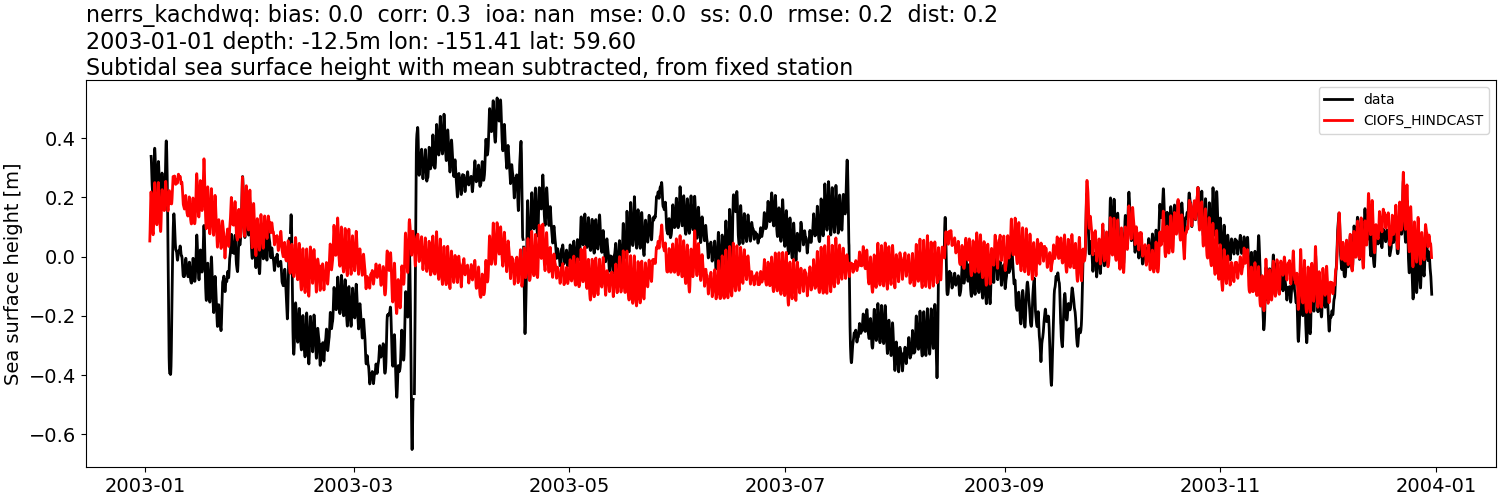 nerrs_kachdwq: bias: 0.0  corr: 0.3  ioa: nan  mse: 0.0  ss: 0.0  rmse: 0.2  dist: 0.2
2003-01-01 depth: -12.5m lon: -151.41 lat: 59.60
Subtidal sea surface height with mean subtracted, from fixed station
data
CIOFS_HINDCAST
Sea surface height [m]
0.4
0.2
0.0
−0.2
−0.4
−0.6
2003-01
2003-03
2003-05
2003-07
2003-09
2003-11
2004-01